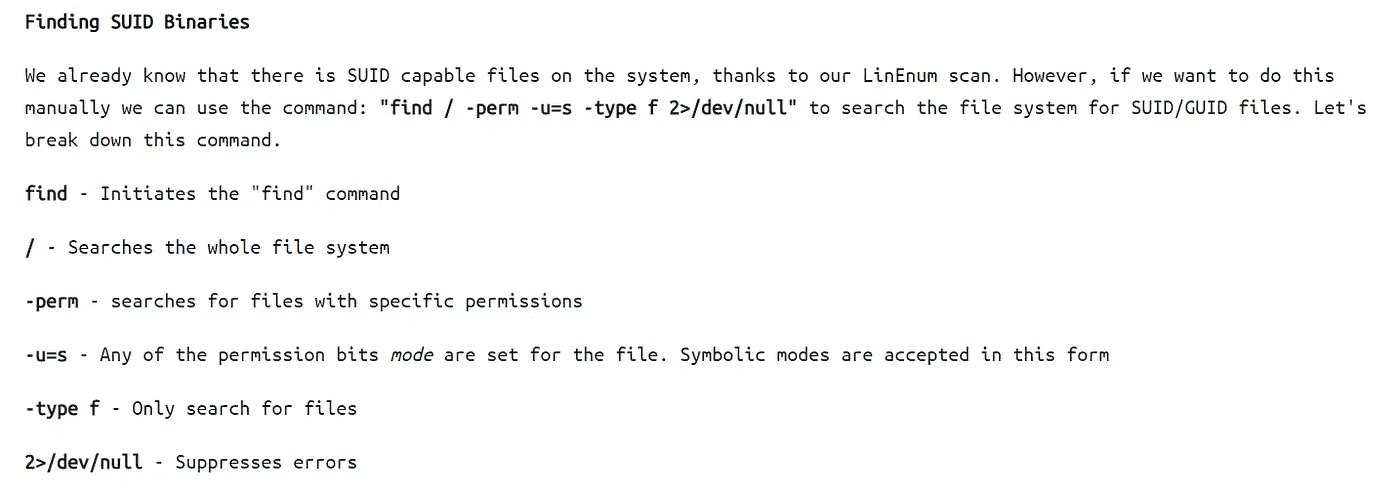 Finding SUID Binaries
We already know that there is SUID capable files on the system, thanks to our LinEnum scan. However, if we want to do this
manually we can use the command: "find / -perm -u=s -type f 2>/dev/null" to search the file system for SUID/GUID files. Let's
break down this command.
find - Initiates the "find" command
/ - Searches the whole file system
-perm - searches for files with specific permissions
-u=s - Any of the permission bits mode are set for the file. Symbolic modes are accepted in this form
-type f - Only search for files
2>/dev/null - Suppresses errors